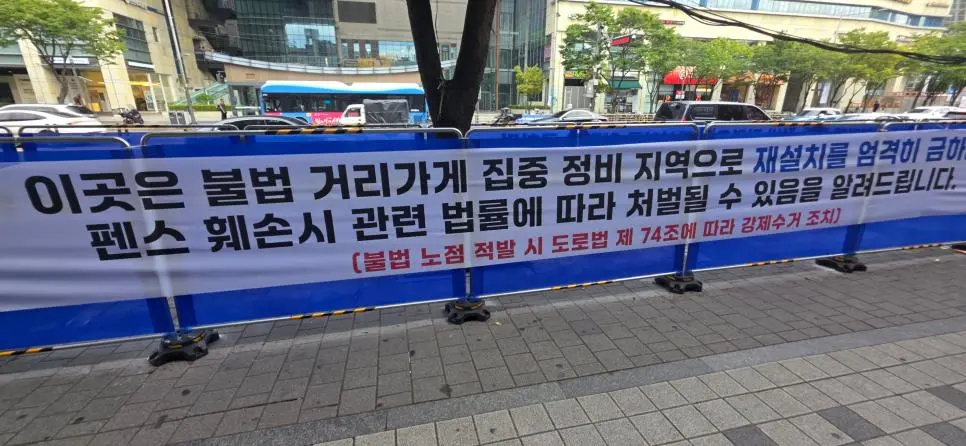 이곳은 불법 거리가게 집중 정비 지역으로 재설치를 엄격히 금하
펜스 훼손시 관련 법률에 따라 처벌될 수 있음을 알려드립니다.
(불법 노점 적발 시 도로법 제 74조에 따라 강제수거 조치)